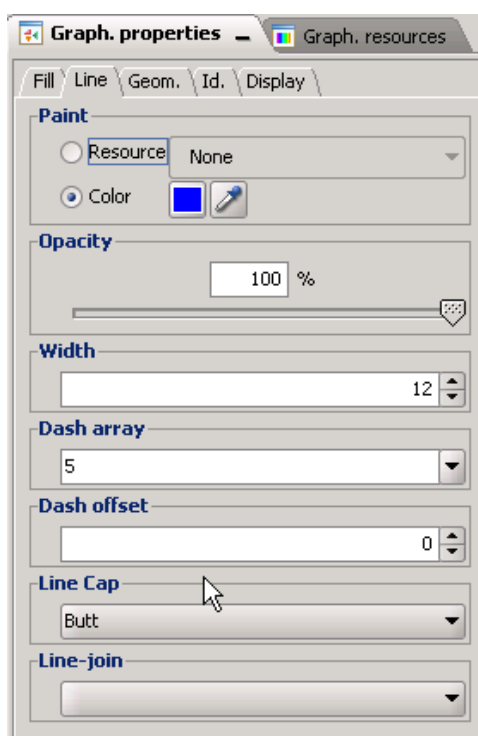 Graph. properties Graph. resources
Fill Line Geom. Id. Display
Paint
Resource None
Color
Opacity
100 %
Width
12
Dash array
5
Dash offset
0
Line Cap
Butt
Line-join